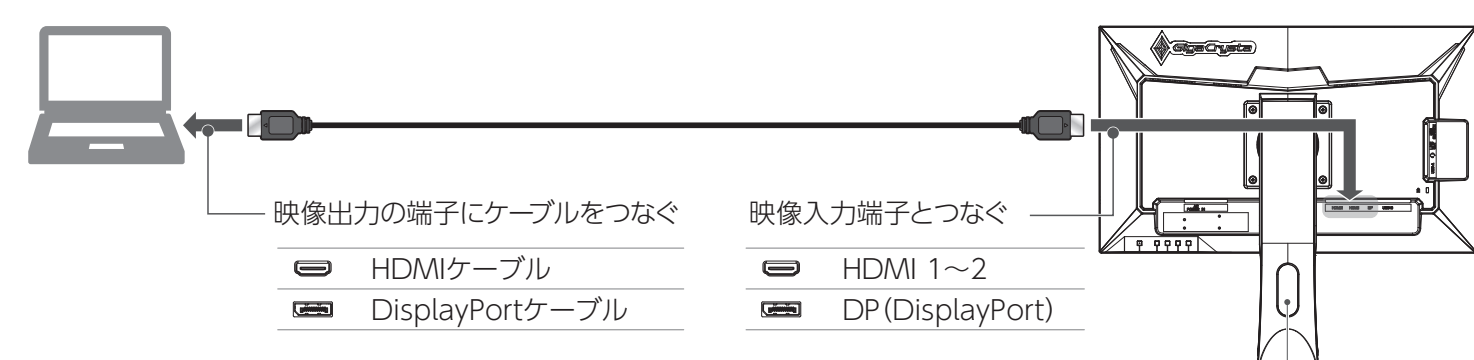 GigaCrysta
映像出力の端子にケーブルをつなぐ
映像入力端子とつなぐ
HDMIケーブル
HDMI 1～2
DisplayPortケーブル
DP(DisplayPort)